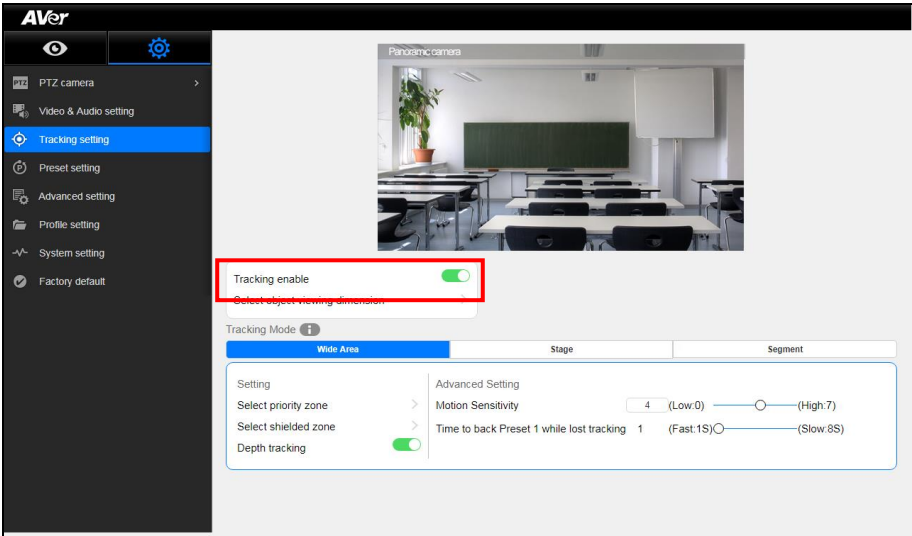 AVer
PTZ PTZ camera
Video & Audio setting
Tracking setting
P Preset setting
Advanced setting
Profile setting
System setting
Factory default
Panoramic camera
Tracking enable
Select object viewing dimension
Tracking Mode i
Wide Area Stage Segment
Setting
Select priority zone
Select shielded zone
Depth tracking
Advanced Setting
Motion Sensitivity 4 (Low:0) (High:7)
Time to back Preset 1 while lost tracking 1 (Fast:1S) (Slow:8S)